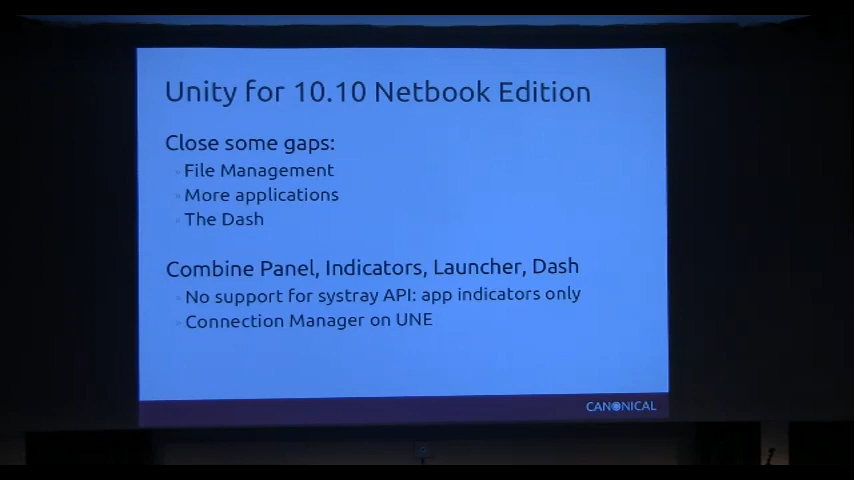 Unity for 10.10 Netbook Edition
Close some gaps:
File Management
More applications
The Dash
Combine Panel, Indicators, Launcher, Dash
No support for systray API: app indicators only
Connection Manager on UNE
CANONICAL